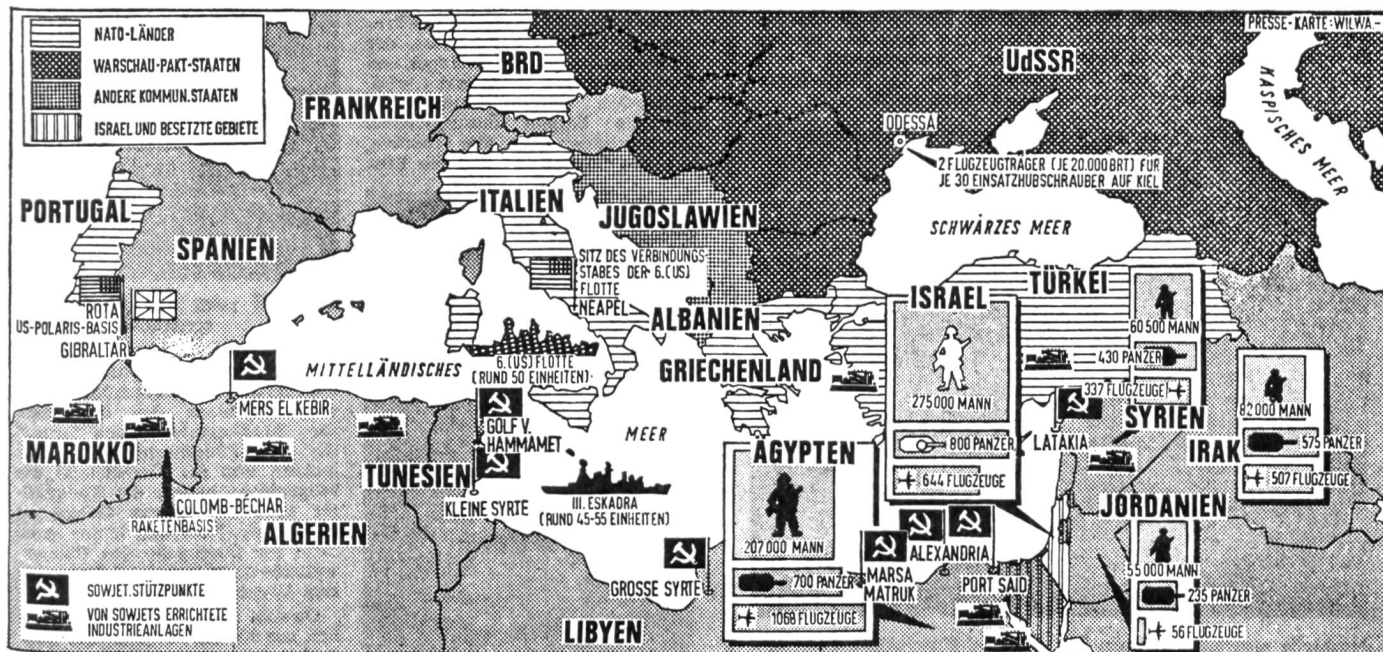 NATO-LÄNDER
WARSCHAU-PAKT-STAATEN
ANDERE KOMMUN.STAATEN
ISRAEL UND BESETZTE GEBIETE
PRESSE-KARTE:WILWA.-
BRD
UdSSR
FRANKREICH
KASPISCHES MEER
ODESSA
2 FLUGZEUGTRÄGER (JE 20.000 BRT) FÜR
JE 30 EINSATZHUBSCHRAUBER AUF KIEL
PORTUGAL
ITALIEN
JUGOSLAWIEN
SCHWÄRZES MEER
SPANIEN
SITZ DES VERBINDUNGS-
STABES DER 6.(US)
FLOTTE
NEAPEL
ROTA
US-POLARIS-BASIS
GIBRALTAR
ALBANIEN
GRIECHENLAND
TÜRKEI
ISRAEL
275 000 MANN
800 PANZER
644 FLUGZEUGE
60 500 MANN
430 PANZER
337 FLUGZEUGE
SYRIEN
LATAKIA
82 000 MANN
575 PANZER
507 FLUGZEUGE
IRAK
MITTELLÄNDISCHES
MEER
6.(US) FLOTTE
(RUND 50 EINHEITEN)
MERS EL KEBIR
GOLF V.
HAMMAMET
MAROKKO
TUNESIEN
KLEINE SYRTE
III. ESKADRA
(RUND 45-55 EINHEITEN)
COLOMB-BÉCHAR
RAKETENBASIS
ALGERIEN
ÄGYPTEN
207 000 MANN
700 PANZER
1068 FLUGZEUGE
MARSA
MATRUK
ALEXANDRIA
PORT SAID
JORDANIEN
55 000 MANN
235 PANZER
56 FLUGZEUGE
GROSSE SYRTE
LIBYEN
SOWJET. STÜTZPUNKTE
VON SOWJETS ERRICHTETE
INDUSTRIEANLAGEN